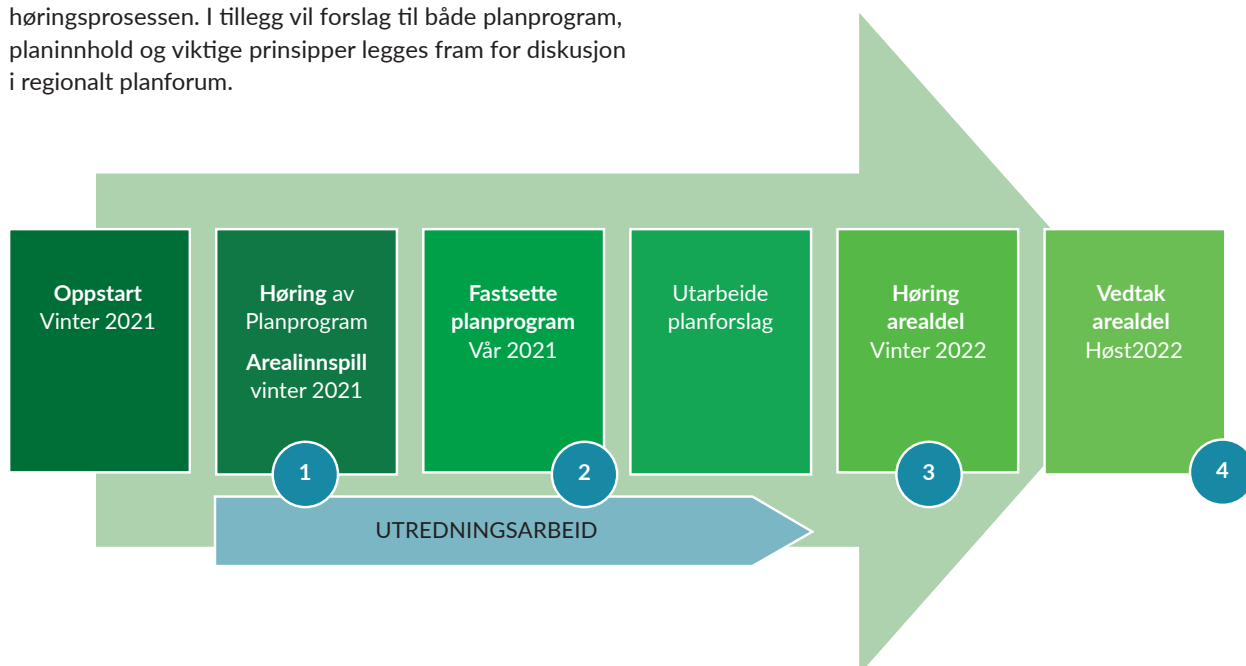 høringsprosessen. I tillegg vil forslag til både planprogram,
planinnhold og viktige prinsipper legges fram for diskusjon
i regionalt planforum.
Oppstart
Vinter 2021
Høring av
Planprogram
Arealinnspill
vinter 2021
Fastsette
planprogram
Vår 2021
Utarbeide
planforslag
Høring
arealdel
Vinter 2022
Vedtak
arealdel
Høst2022
1
2
3
4
UTREDNINGSARBEID